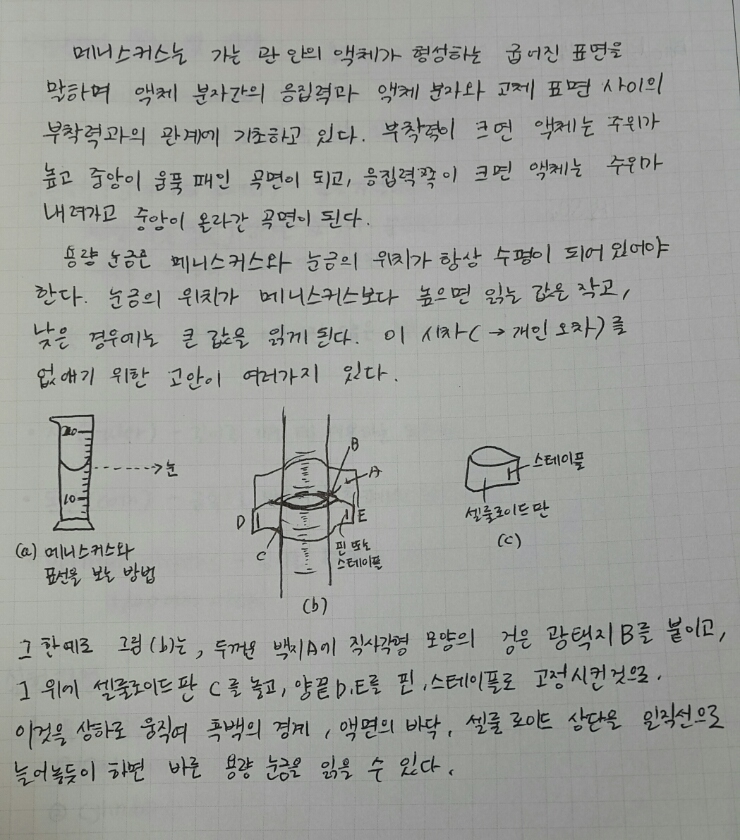 메니스커스는 가는 관 안의 액체가 형성하는 굽어진 표면을
말하며 액체 분자간의 응집력과 액체 분자와 고체 표면 사이의
부착력과의 관계에 기초하고 있다. 부착력이 크면 액체는 주위가
높고 중앙이 움푹 패인 곡면이 되고, 응집력쪽이 크면 액체는 주위가
내려가고 중앙이 올라간 곡면이 된다.
용량 눈금은 메니스커스와 눈금의 위치가 항상 수평이 되어 있어야
한다. 눈금의 위치가 메니스커스보다 높으면 읽는 값은 작고,
낮은 경우에는 큰 값을 읽게 된다. 이 시차(→개인 오차)를
없애기 위한 고안이 여러가지 있다.
20
10
→눈
(a) 메니스커스와
표선을 보는 방법
B
A
D
E
C
핀 또는
스테이플
(b)
스테이플
셀룰로이드 판
(c)
그 한예로 그림 (b)는, 두꺼운 백지A에 직사각형 모양의 검은 광택지 B를 붙이고,
그 위에 셀룰로이드판 C를 놓고, 양끝D,E를 핀, 스테이플로 고정시킨것으로.
이것을 상하로 움직여 흑백의 경계, 액면의 바닥, 셀룰로이드 상단을 일직선으로
늘어놓듯이 하면 바른 용량 눈금을 읽을 수 있다.